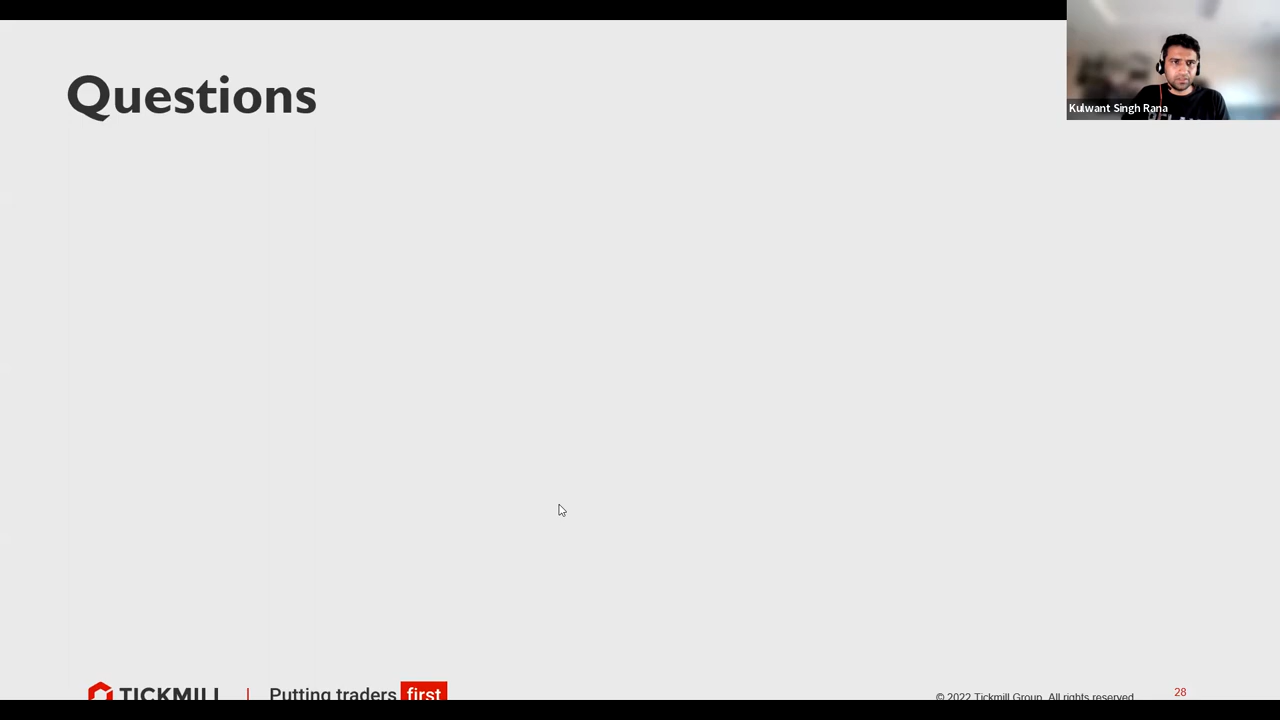 Questions
Kulwant Singh Rana
TICKMILL | Putting traders first
© 2022 Tickmill Group. All rights reserved
28